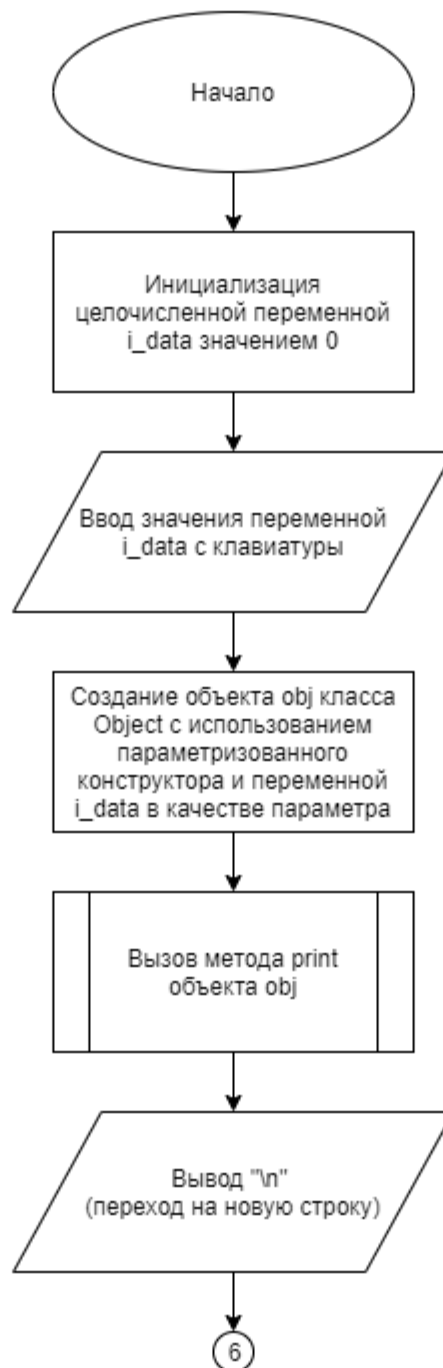 Начало
Инициализация
целочисленной переменной
i_data значением 0
Ввод значения переменной
i_data с клавиатуры
Создание объекта obj класса
Object с использованием
параметризованного
конструктора и переменной
i_data в качестве параметра
Вызов метода print
объекта obj
Вывод "\n"
(переход на новую строку)
6